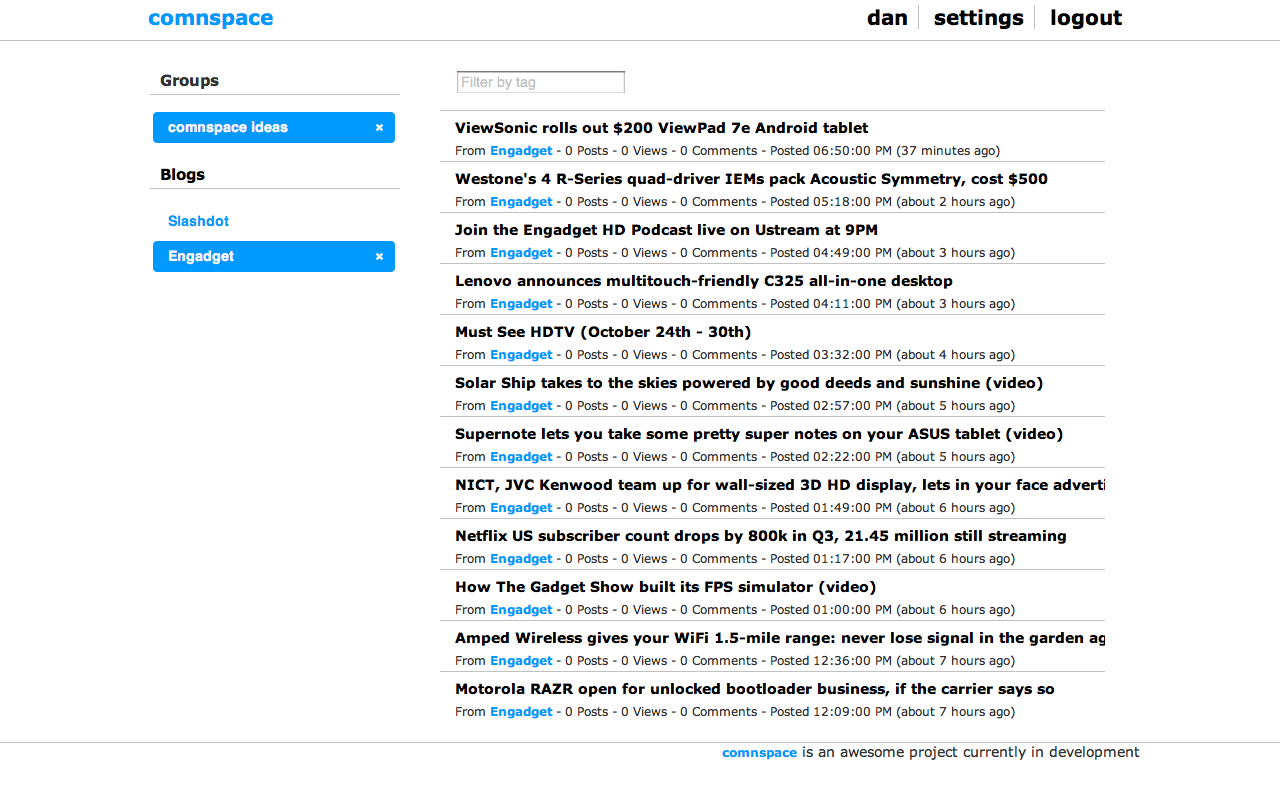 comnspace dan settings logout
Groups
comnspace ideas ×
Blogs
Slashdot
Engadget ×
Filter by tag
ViewSonic rolls out $200 ViewPad 7e Android tablet
From Engadget - 0 Posts - 0 Views - 0 Comments - Posted 06:50:00 PM (37 minutes ago)
Westone's 4 R-Series quad-driver IEMs pack Acoustic Symmetry, cost $500
From Engadget - 0 Posts - 0 Views - 0 Comments - Posted 05:18:00 PM (about 2 hours ago)
Join the Engadget HD Podcast live on Ustream at 9PM
From Engadget - 0 Posts - 0 Views - 0 Comments - Posted 04:49:00 PM (about 3 hours ago)
Lenovo announces multitouch-friendly C325 all-in-one desktop
From Engadget - 0 Posts - 0 Views - 0 Comments - Posted 04:11:00 PM (about 3 hours ago)
Must See HDTV (October 24th - 30th)
From Engadget - 0 Posts - 0 Views - 0 Comments - Posted 03:32:00 PM (about 4 hours ago)
Solar Ship takes to the skies powered by good deeds and sunshine (video)
From Engadget - 0 Posts - 0 Views - 0 Comments - Posted 02:57:00 PM (about 5 hours ago)
Supernote lets you take some pretty super notes on your ASUS tablet (video)
From Engadget - 0 Posts - 0 Views - 0 Comments - Posted 02:22:00 PM (about 5 hours ago)
NICT, JVC Kenwood team up for wall-sized 3D HD display, lets in your face adverti
From Engadget - 0 Posts - 0 Views - 0 Comments - Posted 01:49:00 PM (about 6 hours ago)
Netflix US subscriber count drops by 800k in Q3, 21.45 million still streaming
From Engadget - 0 Posts - 0 Views - 0 Comments - Posted 01:17:00 PM (about 6 hours ago)
How The Gadget Show built its FPS simulator (video)
From Engadget - 0 Posts - 0 Views - 0 Comments - Posted 01:00:00 PM (about 6 hours ago)
Amped Wireless gives your WiFi 1.5-mile range: never lose signal in the garden ag
From Engadget - 0 Posts - 0 Views - 0 Comments - Posted 12:36:00 PM (about 7 hours ago)
Motorola RAZR open for unlocked bootloader business, if the carrier says so
From Engadget - 0 Posts - 0 Views - 0 Comments - Posted 12:09:00 PM (about 7 hours ago)
comnspace is an awesome project currently in development